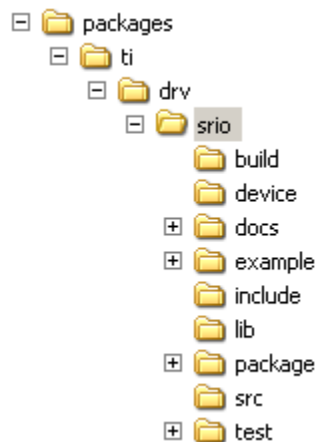 packages
ti
drv
srio
build
device
docs
example
include
lib
package
src
test